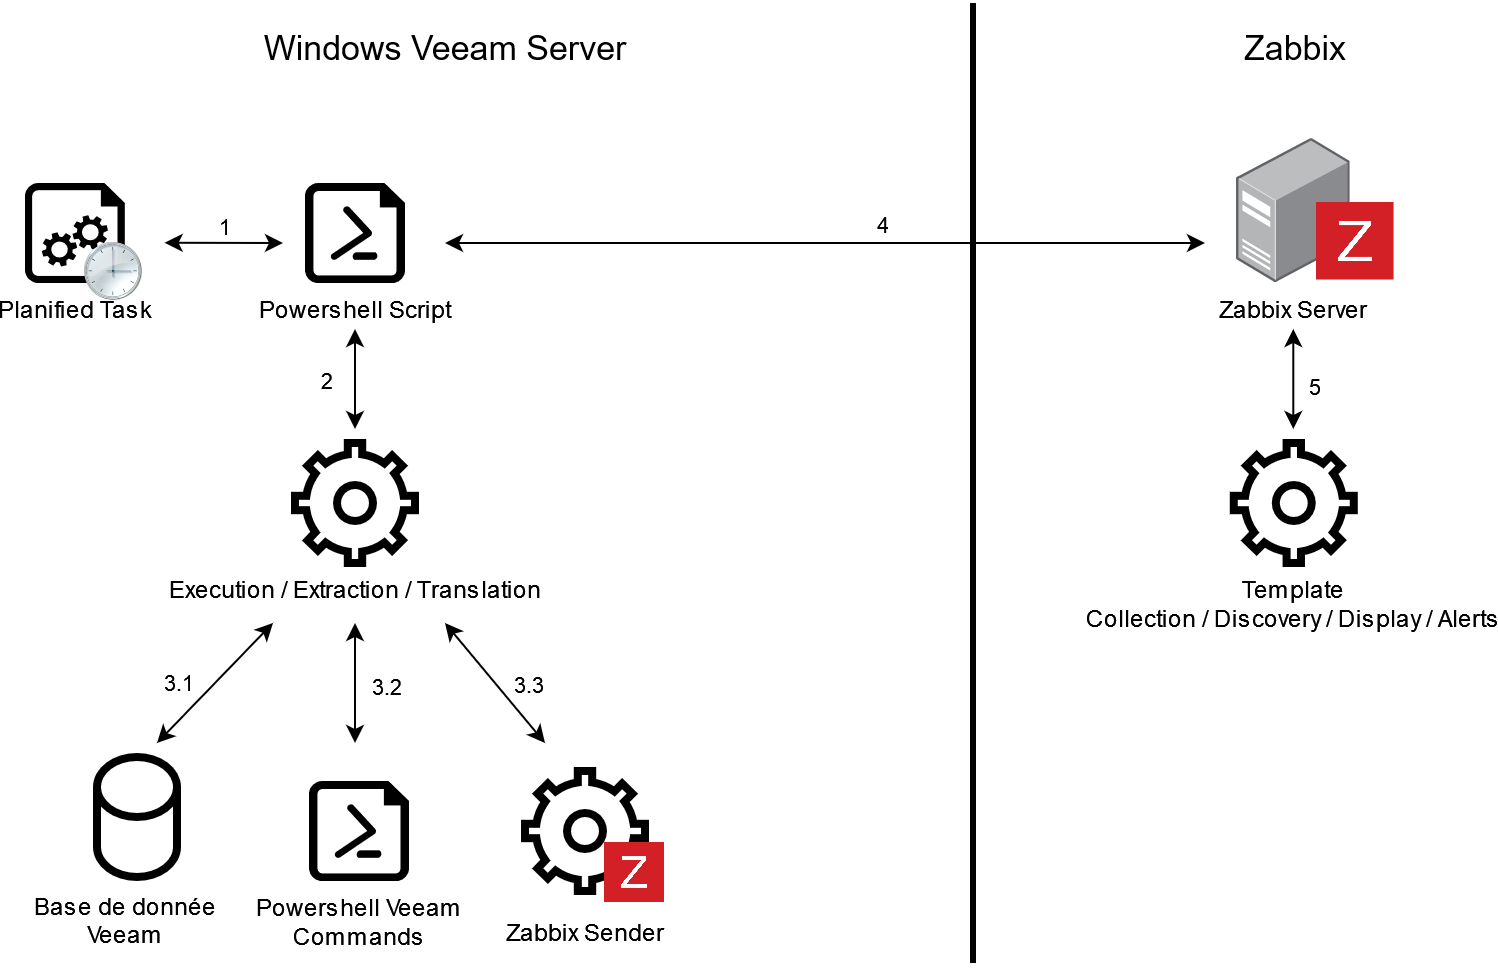 Windows Veeam Server
Zabbix
1
4
Z
Planified Task
Powershell Script
Zabbix Server
2
5
Execution / Extraction / Translation
Template
Collection / Discovery / Display / Alerts
3.1
3.2
3.3
Z
Base de donnée
Veeam
Powershell Veeam
Commands
Zabbix Sender